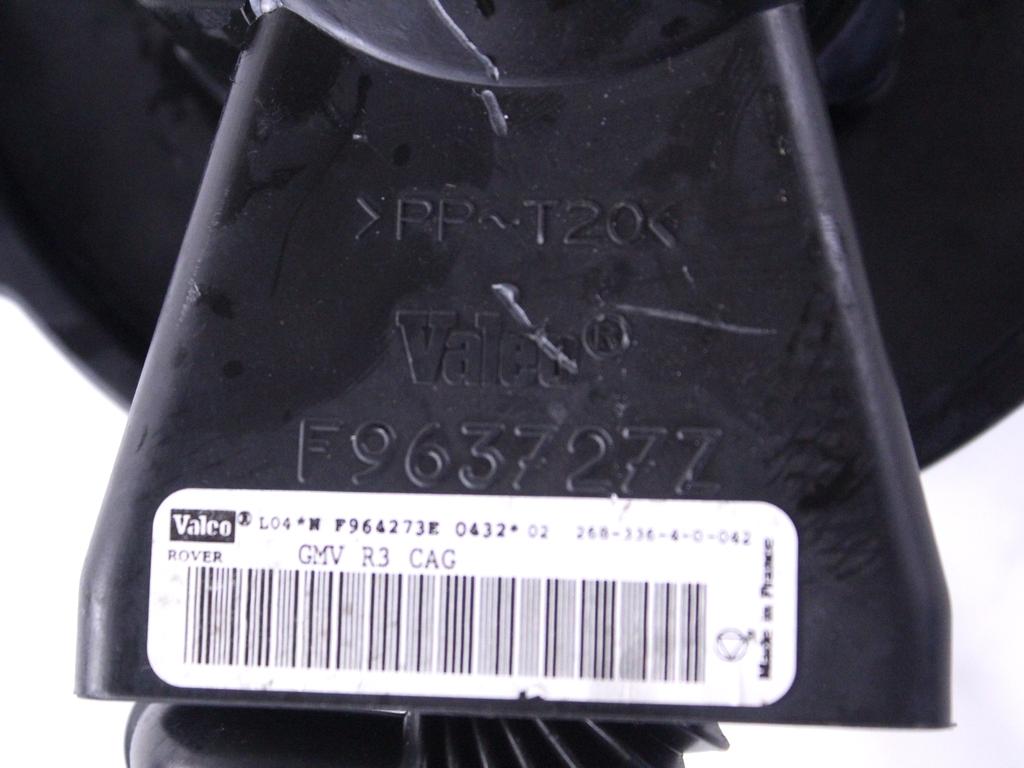 >PP~T20<
Valeo®
F963727Z
Valeo® L04*N F964273E 0432* 02 268-336-4-0-042
ROVER GMV R3 CAG
Made in France